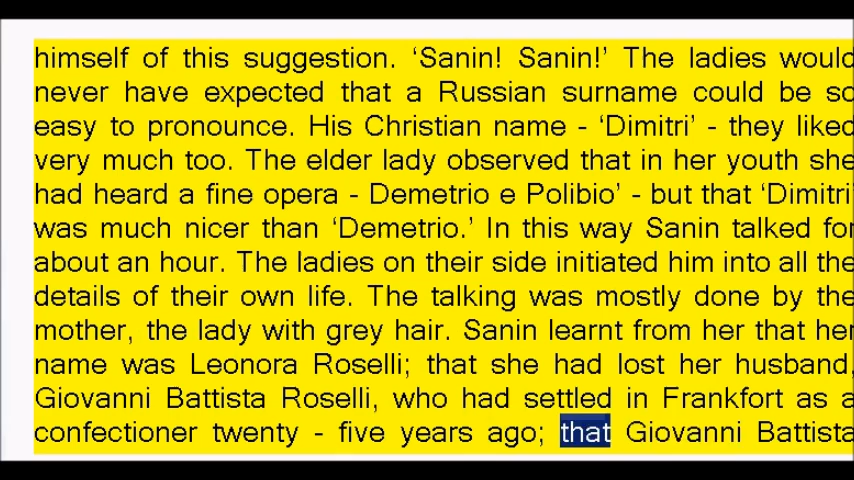 himself of this suggestion. ‘Sanin! Sanin!’ The ladies would
never have expected that a Russian surname could be so
easy to pronounce. His Christian name - ‘Dimitri’ - they liked
very much too. The elder lady observed that in her youth she
had heard a fine opera - Demetrio e Polibio’ - but that ‘Dimitri’
was much nicer than ‘Demetrio.’ In this way Sanin talked for
about an hour. The ladies on their side initiated him into all the
details of their own life. The talking was mostly done by the
mother, the lady with grey hair. Sanin learnt from her that her
name was Leonora Roselli; that she had lost her husband,
Giovanni Battista Roselli, who had settled in Frankfort as a
confectioner twenty - five years ago; that Giovanni Battista